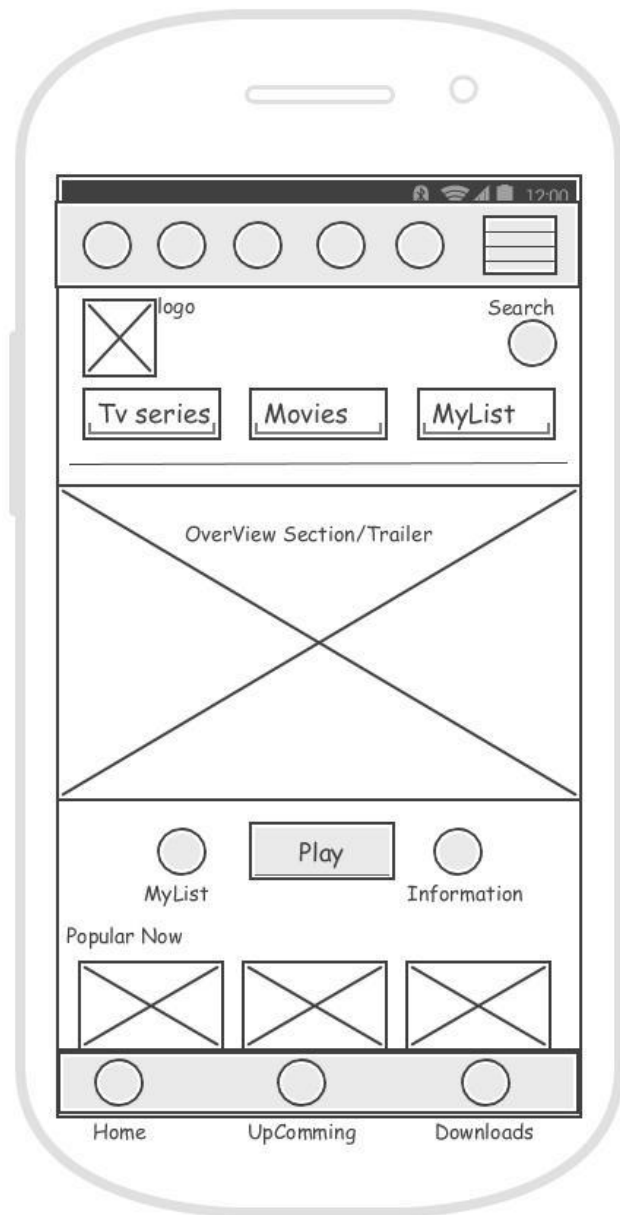 12:00
logo
Search
Tv series Movies MyList
OverView Section/Trailer
Play
MyList Information
Popular Now
Home UpComming Downloads